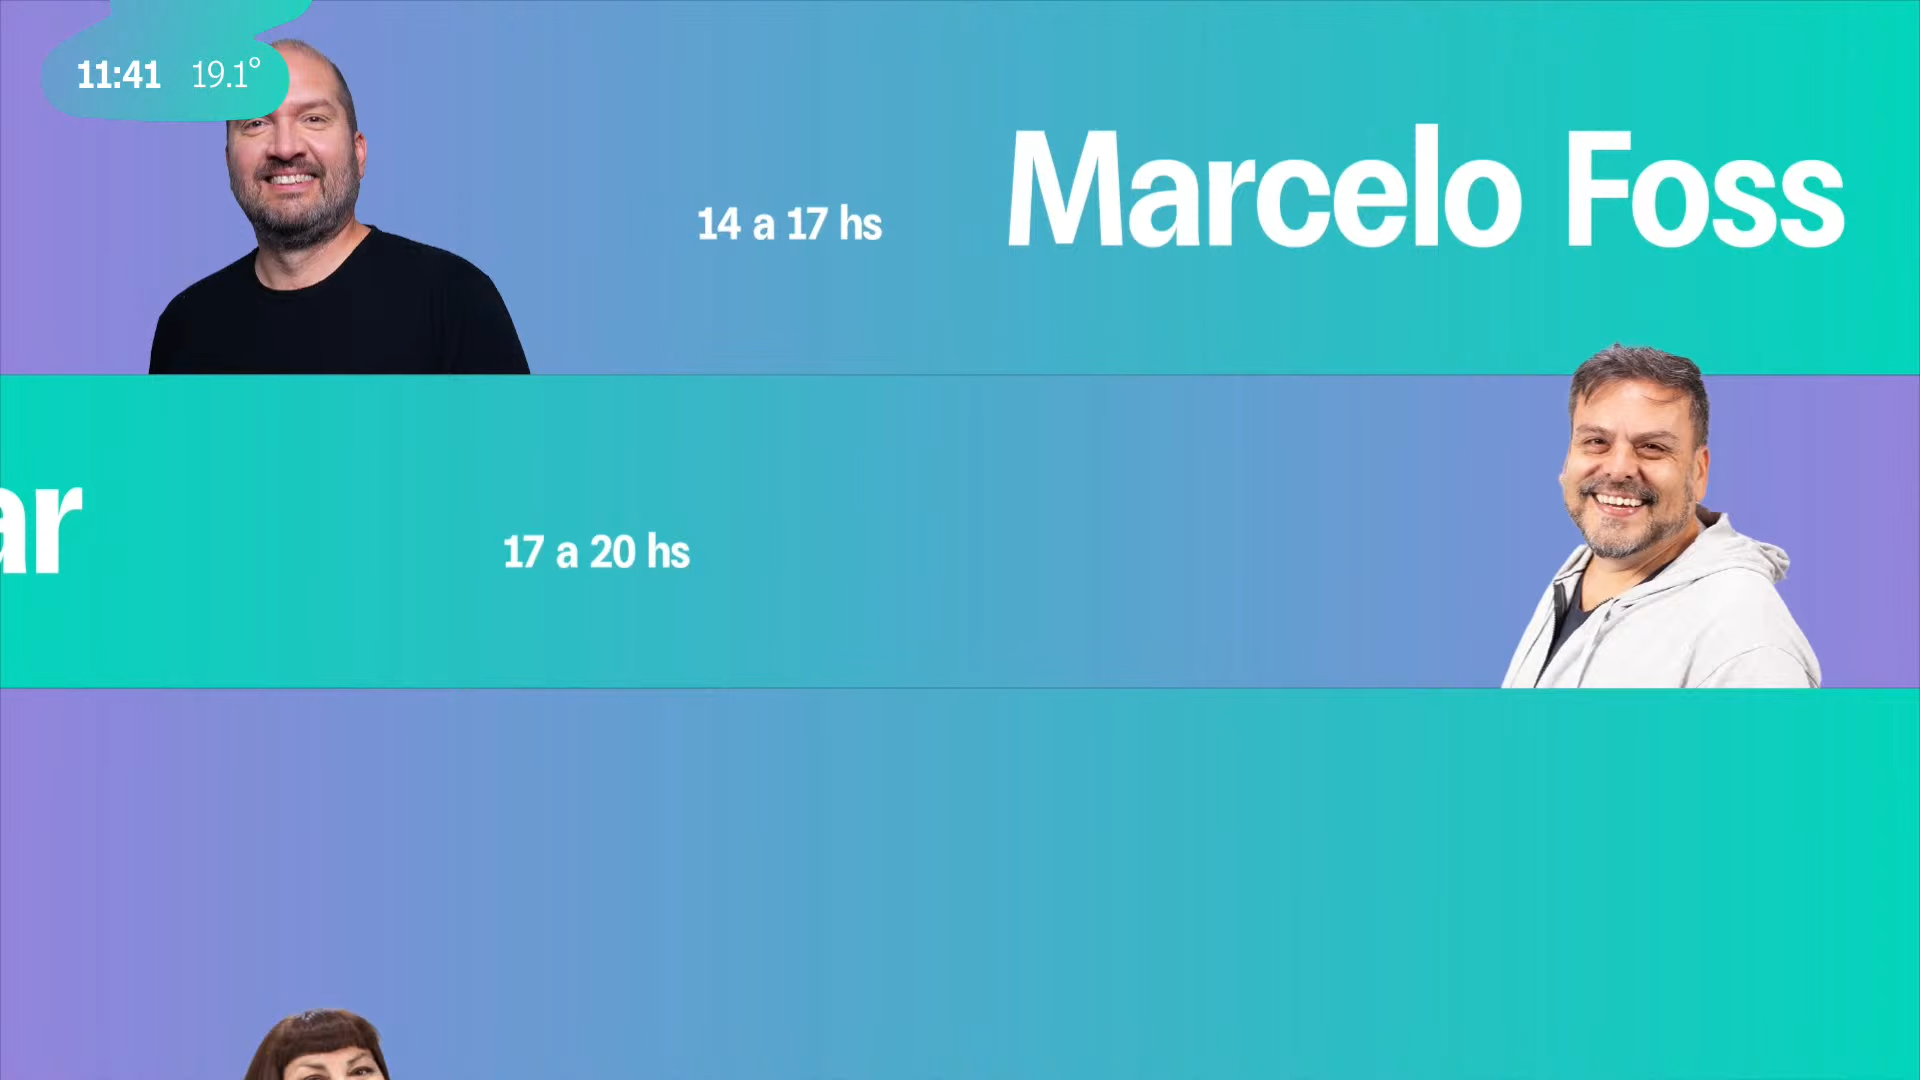 11:41 19.1°
14 a 17 hs
Marcelo Foss
ar
17 a 20 hs